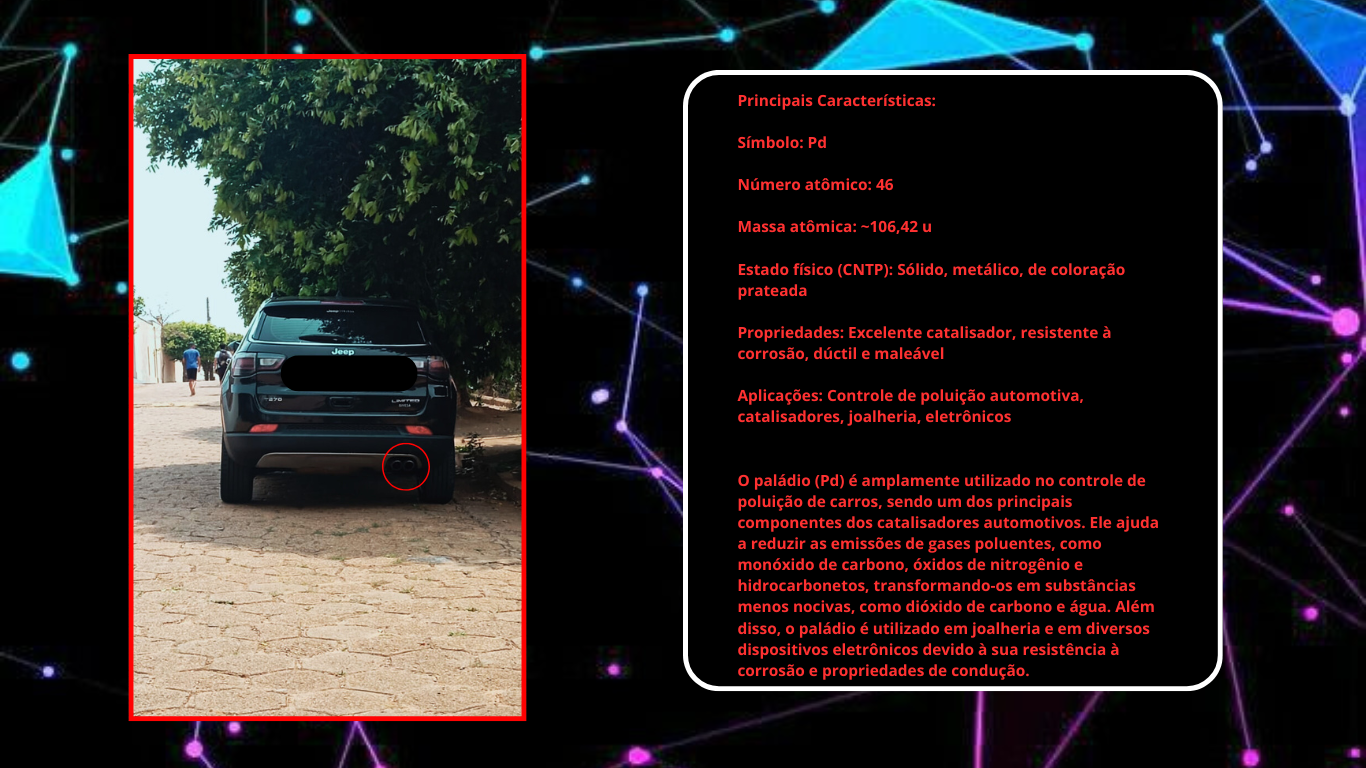 Principais Características:
Símbolo: Pd
Número atômico: 46
Massa atômica: ~106,42 u
Estado físico (CNTP): Sólido, metálico, de coloração
prateada
Propriedades: Excelente catalisador, resistente à
corrosão, dúctil e maleável
Aplicações: Controle de poluição automotiva,
catalisadores, joalheria, eletrônicos
O paládio (Pd) é amplamente utilizado no controle de
poluição de carros, sendo um dos principais
componentes dos catalisadores automotivos. Ele ajuda
a reduzir as emissões de gases poluentes, como
monóxido de carbono, óxidos de nitrogênio e
hidrocarbonetos, transformando-os em substâncias
menos nocivas, como dióxido de carbono e água. Além
disso, o paládio é utilizado em joalheria e em diversos
dispositivos eletrônicos devido à sua resistência à
corrosão e propriedades de condução.
Jeep
270
LIMITED